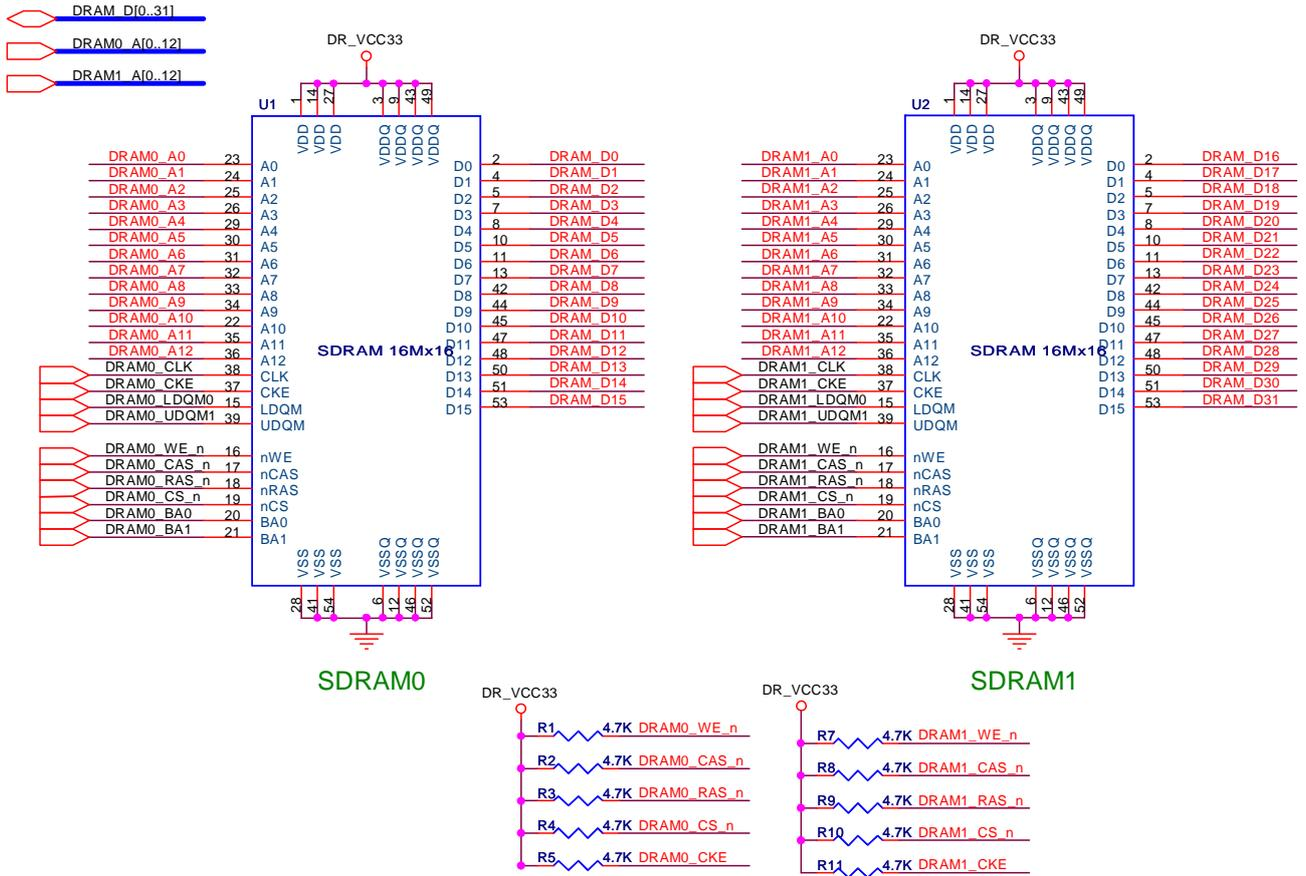 DRAM_D[0..31]
DRAM0_A[0..12]
DRAM1_A[0..12]
DR_VCC33
1 14 27 3 9 43 49
U1
VDD VDD VDD VDDQ VDDQ VDDQ VDDQ
DRAM0_A0 23 A0 D0 2 DRAM_D0
DRAM0_A1 24 A1 D1 4 DRAM_D1
DRAM0_A2 25 A2 D2 5 DRAM_D2
DRAM0_A3 26 A3 D3 7 DRAM_D3
DRAM0_A4 29 A4 D4 8 DRAM_D4
DRAM0_A5 30 A5 D5 10 DRAM_D5
DRAM0_A6 31 A6 D6 11 DRAM_D6
DRAM0_A7 32 A7 D7 13 DRAM_D7
DRAM0_A8 33 A8 D8 42 DRAM_D8
DRAM0_A9 34 A9 D9 44 DRAM_D9
DRAM0_A10 22 A10 D10 45 DRAM_D10
DRAM0_A11 35 A11 D11 47 DRAM_D11
SDRAM 16Mx16
DRAM0_A12 36 A12 D12 48 DRAM_D12
DRAM0_CLK 38 CLK D13 50 DRAM_D13
DRAM0_CKE 37 CKE D14 51 DRAM_D14
DRAM0_LDQM0 15 LDQM D15 53 DRAM_D15
DRAM0_UDQM1 39 UDQM
DRAM0_WE_n 16 nWE
DRAM0_CAS_n 17 nCAS
DRAM0_RAS_n 18 nRAS
DRAM0_CS_n 19 nCS
DRAM0_BA0 20 BA0
DRAM0_BA1 21 BA1
VSS VSS VSS VSSQ VSSQ VSSQ VSSQ
28 41 54 6 12 46 52
SDRAM0
DR_VCC33
1 14 27 3 9 43 49
U2
VDD VDD VDD VDDQ VDDQ VDDQ VDDQ
DRAM1_A0 23 A0 D0 2 DRAM_D16
DRAM1_A1 24 A1 D1 4 DRAM_D17
DRAM1_A2 25 A2 D2 5 DRAM_D18
DRAM1_A3 26 A3 D3 7 DRAM_D19
DRAM1_A4 29 A4 D4 8 DRAM_D20
DRAM1_A5 30 A5 D5 10 DRAM_D21
DRAM1_A6 31 A6 D6 11 DRAM_D22
DRAM1_A7 32 A7 D7 13 DRAM_D23
DRAM1_A8 33 A8 D8 42 DRAM_D24
DRAM1_A9 34 A9 D9 44 DRAM_D25
DRAM1_A10 22 A10 D10 45 DRAM_D26
DRAM1_A11 35 A11 D11 47 DRAM_D27
SDRAM 16Mx16
DRAM1_A12 36 A12 D12 48 DRAM_D28
DRAM1_CLK 38 CLK D13 50 DRAM_D29
DRAM1_CKE 37 CKE D14 51 DRAM_D30
DRAM1_LDQM0 15 LDQM D15 53 DRAM_D31
DRAM1_UDQM1 39 UDQM
DRAM1_WE_n 16 nWE
DRAM1_CAS_n 17 nCAS
DRAM1_RAS_n 18 nRAS
DRAM1_CS_n 19 nCS
DRAM1_BA0 20 BA0
DRAM1_BA1 21 BA1
VSS VSS VSS VSSQ VSSQ VSSQ VSSQ
28 41 54 6 12 46 52
SDRAM1
DR_VCC33
R1 4.7K DRAM0_WE_n
R2 4.7K DRAM0_CAS_n
R3 4.7K DRAM0_RAS_n
R4 4.7K DRAM0_CS_n
R5 4.7K DRAM0_CKE
DR_VCC33
R7 4.7K DRAM1_WE_n
R8 4.7K DRAM1_CAS_n
R9 4.7K DRAM1_RAS_n
R10 4.7K DRAM1_CS_n
R11 4.7K DRAM1_CKE